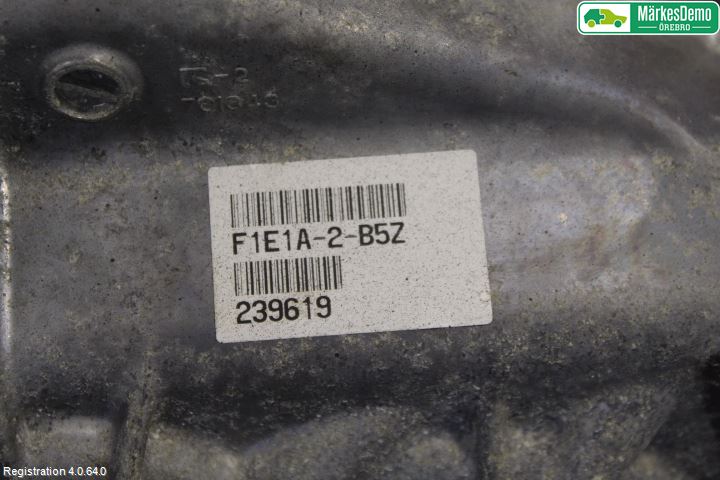 MärkesDemo
ÖREBRO
F1E1A-2-B5Z
239619
Registration 4.0.64.0